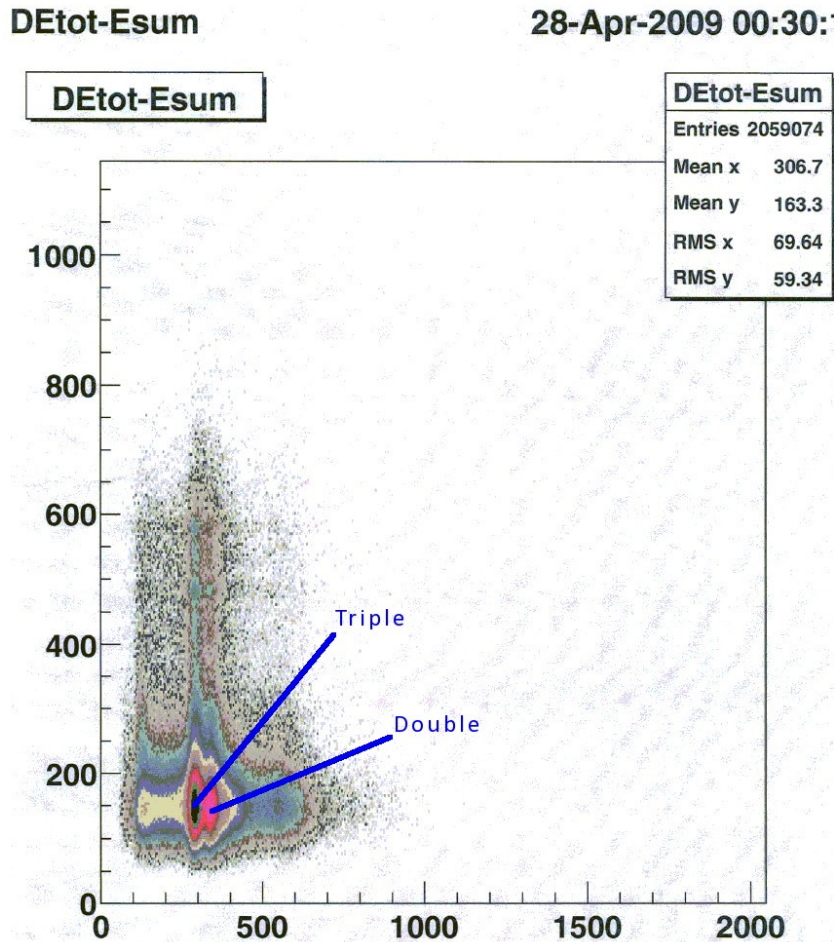 DEtot-Esum
28-Apr-2009 00:30:
DEtot-Esum
DEtot-Esum
Entries 2059074
Mean x 306.7
Mean y 163.3
RMS x 69.64
RMS y 59.34
1000
800
600
400
200
0
Triple
Double
0 500 1000 1500 2000